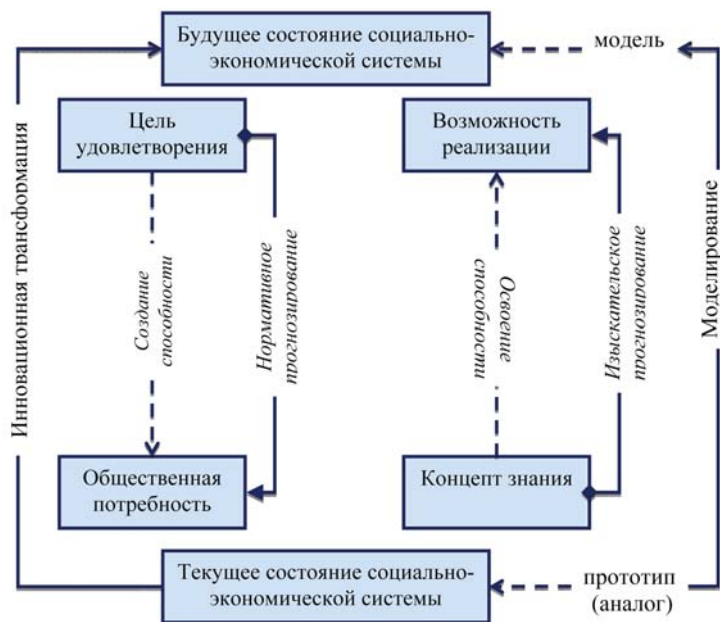 Будущее состояние социально-
экономической системы
модель
Цель
удовлетворения
Возможность
реализации
Инновационная трансформация
Создание
способности
Нормативное
прогнозирование
Освоение
способности
Изыскательское
прогнозирование
Моделирование
Общественная
потребность
Концепт знания
Текущее состояние социально-
экономической системы
прототип
(аналог)